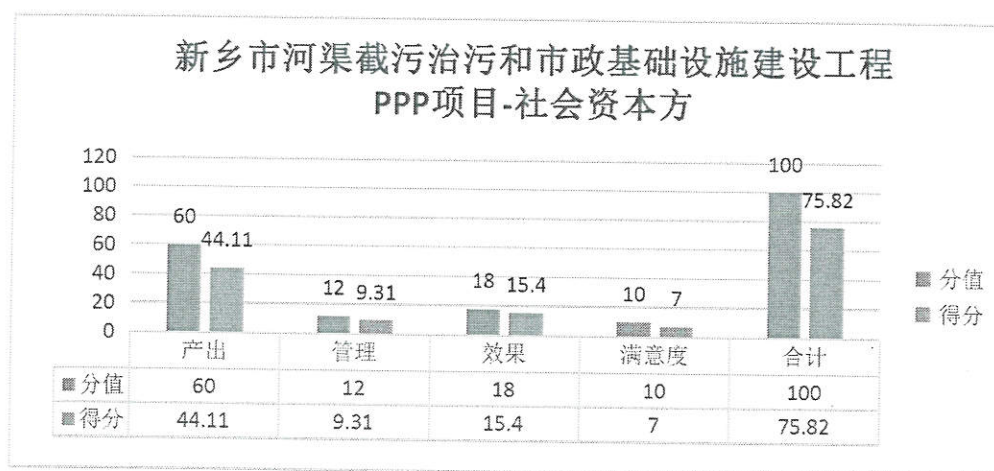 新乡市河渠截污治污和市政基础设施建设工程
PPP项目-社会资本方
120
100
80
60
40
20
0
60
44.11
12
9.31
18
15.4
10
7
100
75.82
分值
得分
产出 管理 效果 满意度 合计
分值 60 12 18 10 100
得分 44.11 9.31 15.4 7 75.82